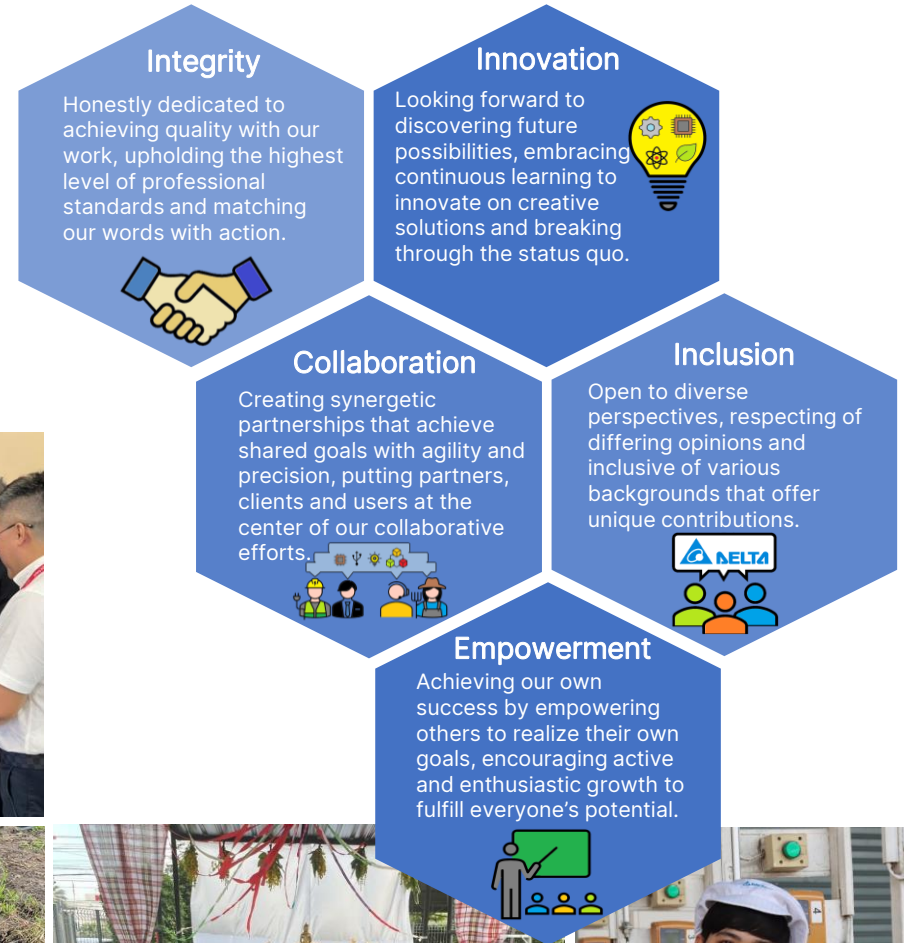 Integrity
Honestly dedicated to
achieving quality with our
work, upholding the highest
level of professional
standards and matching
our words with action.
Innovation
Looking forward to
discovering future
possibilities, embracing
continuous learning to
innovate on creative
solutions and breaking
through the status quo.
Collaboration
Creating synergetic
partnerships that achieve
shared goals with agility and
precision, putting partners,
clients and users at the
center of our collaborative
efforts.
Inclusion
Open to diverse
perspectives, respecting of
differing opinions and
inclusive of various
backgrounds that offer
unique contributions.
DELTA
Empowerment
Achieving our own
success by empowering
others to realize their own
goals, encouraging active
and enthusiastic growth to
fulfill everyone's potential.
4